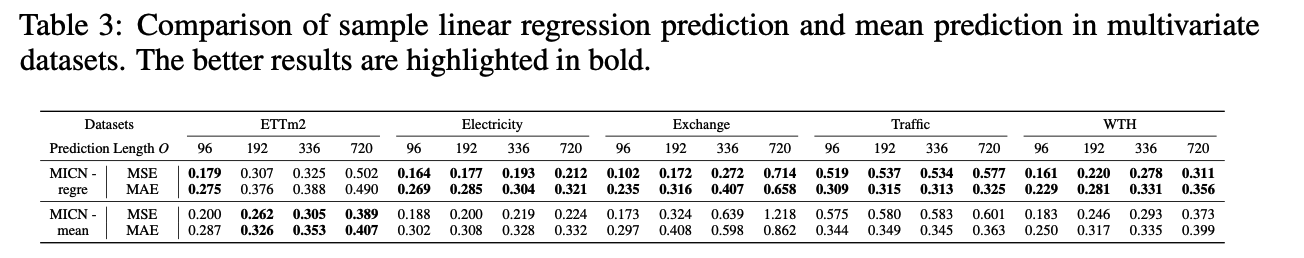 Table 3: Comparison of sample linear regression prediction and mean prediction in multivariate
datasets. The better results are highlighted in bold.
Datasets ETTm2 Electricity Exchange Traffic WTH
Prediction Length O 96 192 336 720 96 192 336 720 96 192 336 720 96 192 336 720 96 192 336 720
MICN - MSE 0.179 0.307 0.325 0.502 0.164 0.177 0.193 0.212 0.102 0.172 0.272 0.714 0.519 0.537 0.534 0.577 0.161 0.220 0.278 0.311
regre MAE 0.275 0.376 0.388 0.490 0.269 0.285 0.304 0.321 0.235 0.316 0.407 0.658 0.309 0.315 0.313 0.325 0.229 0.281 0.331 0.356
MICN - MSE 0.200 0.262 0.305 0.389 0.188 0.200 0.219 0.224 0.173 0.324 0.639 1.218 0.575 0.580 0.583 0.601 0.183 0.246 0.293 0.373
mean MAE 0.287 0.326 0.353 0.407 0.302 0.308 0.328 0.332 0.297 0.408 0.598 0.862 0.344 0.349 0.345 0.363 0.250 0.317 0.335 0.399